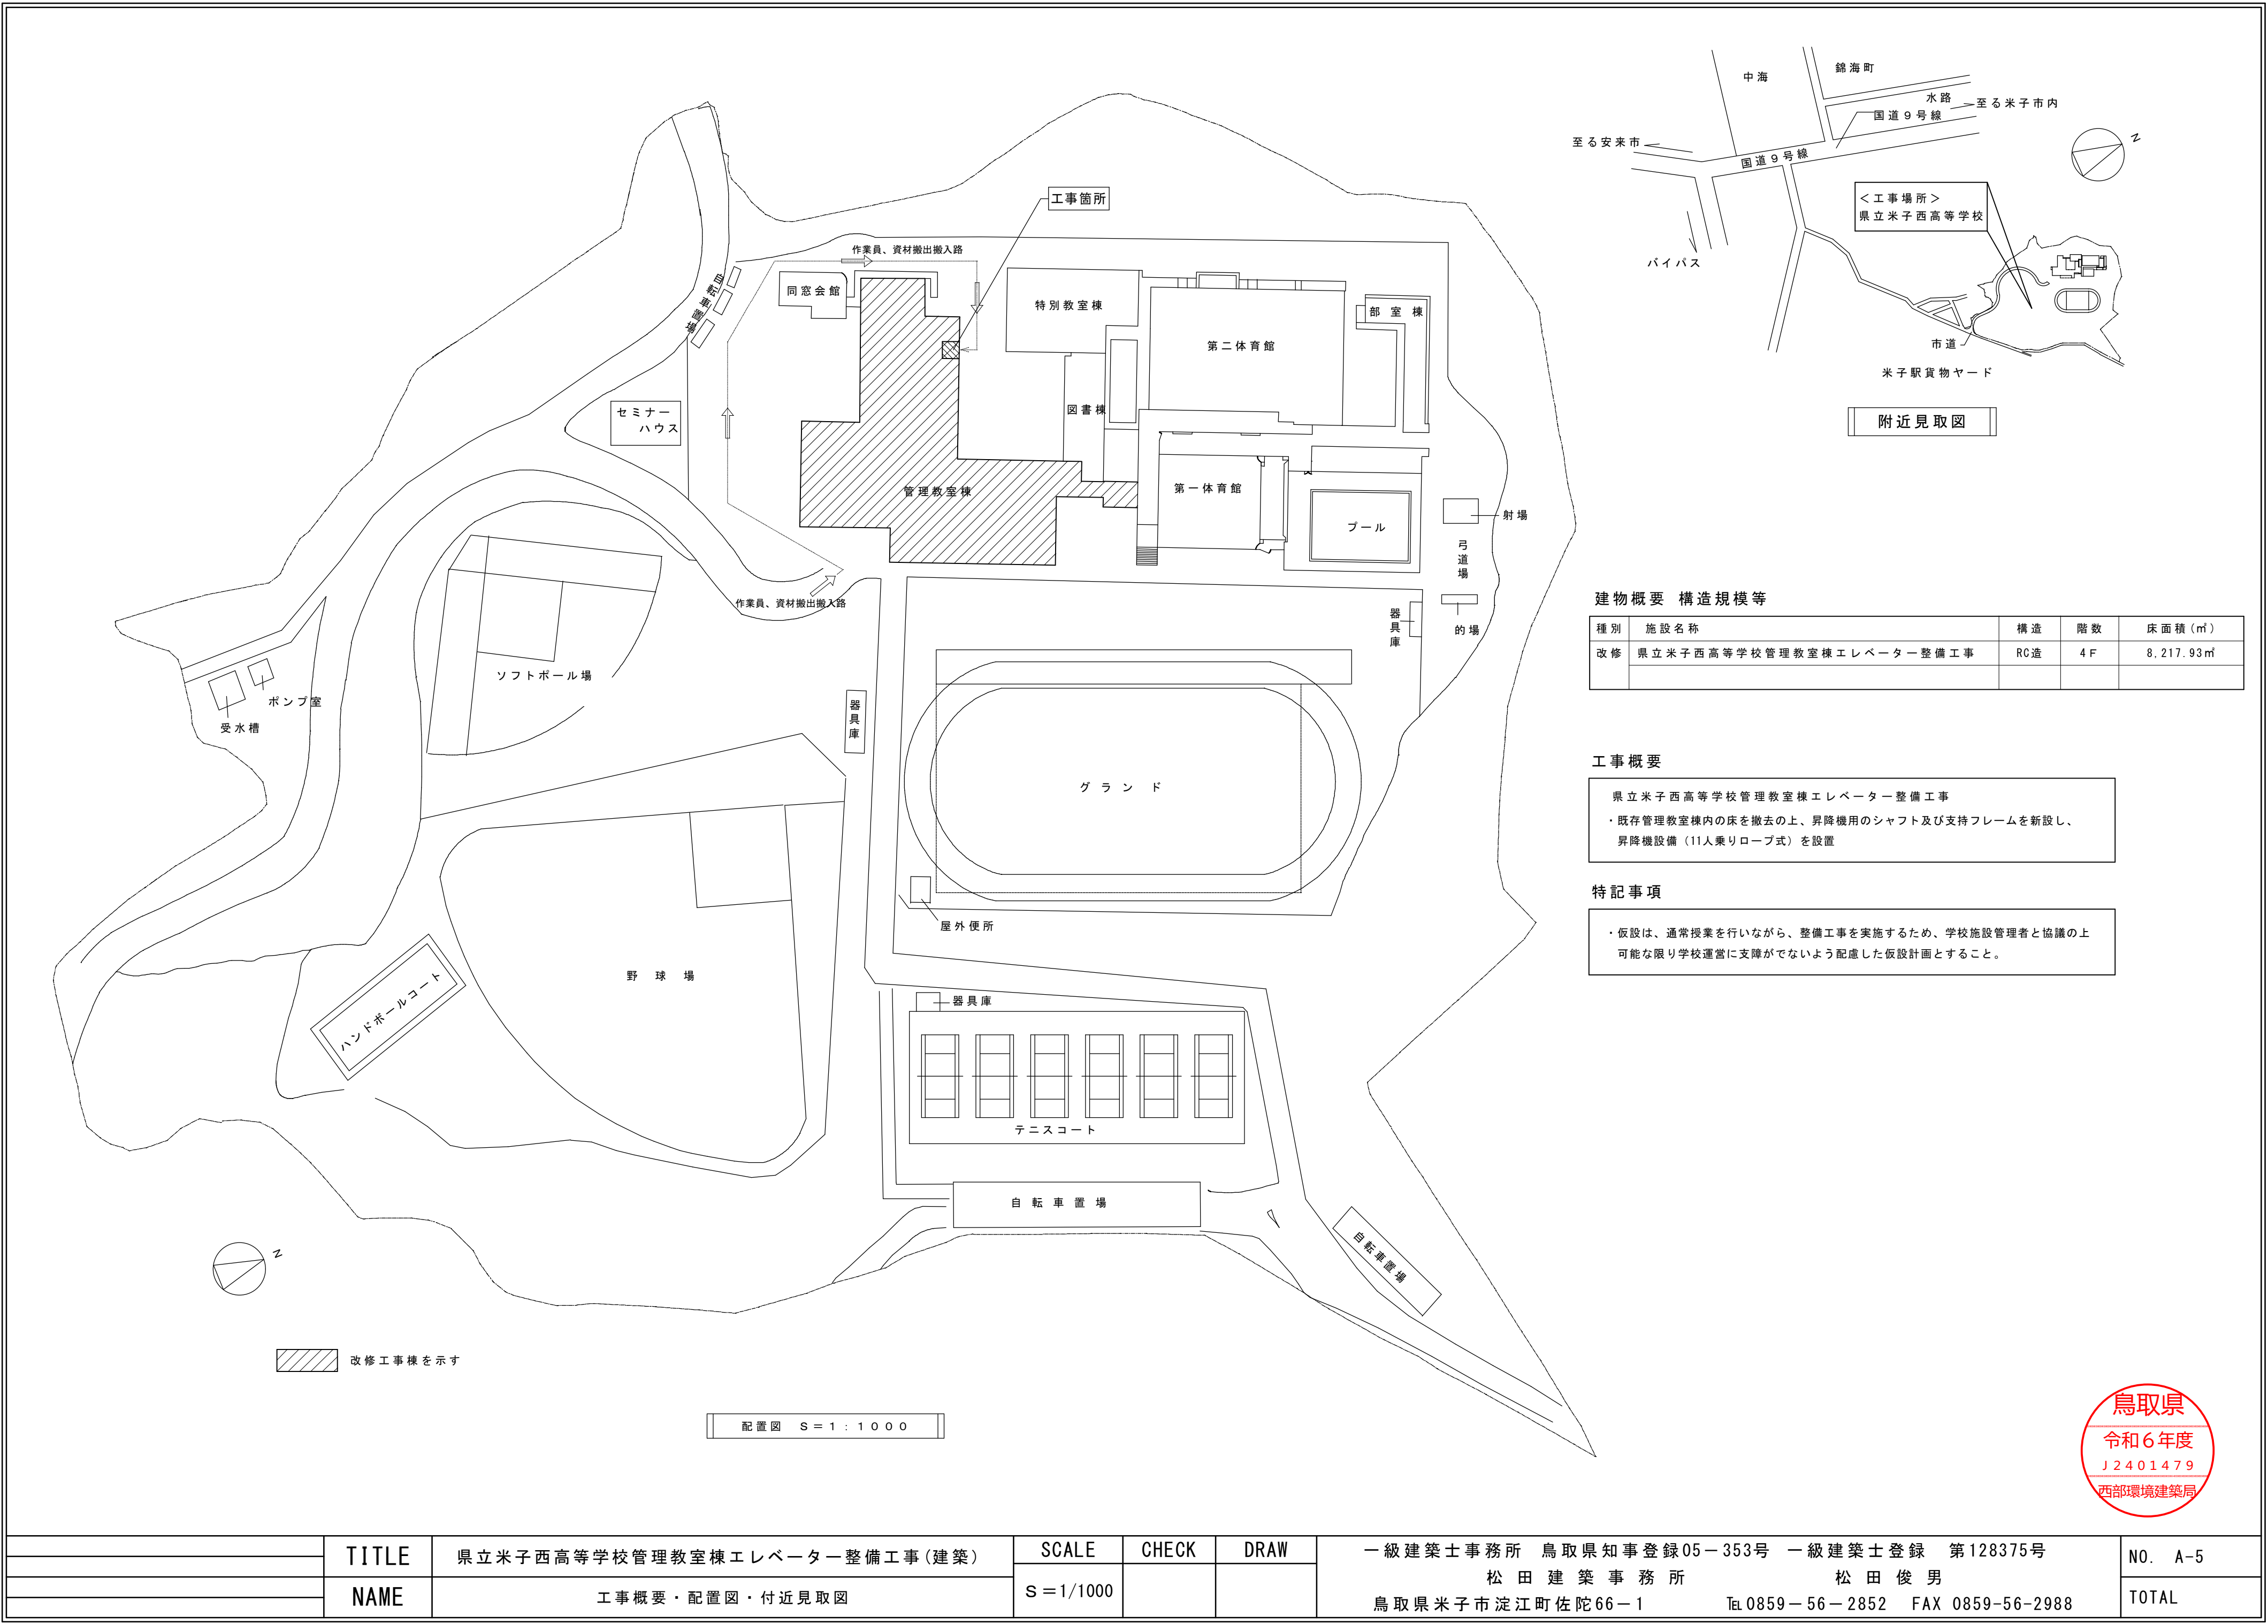 中海
錦海町
水路
至る米子市内
国道９号線
至る安来市
国道９号線
N
＜工事場所＞
県立米子西高等学校
バイパス
市道
米子駅貨物ヤード
附近見取図
工事箇所
作業員、資材搬出搬入路
自転車置場
同窓会館
特別教室棟
部室棟
第二体育館
セミナー
ハウス
図書棟
管理教室棟
第一体育館
プール
射場
弓道場
作業員、資材搬出搬入路
器具庫
的場
ソフトボール場
ポンプ室
受水槽
器具庫
グランド
屋外便所
野球場
ハンドボールコート
器具庫
テニスコート
自転車置場
自転車置場
N
改修工事棟を示す
配置図　Ｓ＝１：１０００
建物概要　構造規模等
種別　施設名称　構造　階数　床面積(㎡)
改修　県立米子西高等学校管理教室棟エレベーター整備工事　RC造　4F　8,217.93㎡
工事概要
県立米子西高等学校管理教室棟エレベーター整備工事
・既存管理教室棟内の床を撤去の上、昇降機用のシャフト及び支持フレームを新設し、
昇降機設備（11人乗りロープ式）を設置
特記事項
・仮設は、通常授業を行いながら、整備工事を実施するため、学校施設管理者と協議の上
可能な限り学校運営に支障がでないよう配慮した仮設計画とすること。
鳥取県
令和６年度
Ｊ２４０１４７９
西部環境建築局
TITLE　県立米子西高等学校管理教室棟エレベーター整備工事(建築)
NAME　工事概要・配置図・付近見取図
SCALE　CHECK　DRAW
S＝1/1000
一級建築士事務所　鳥取県知事登録05－353号　一級建築士登録　第128375号
松田建築事務所　松田俊男
鳥取県米子市淀江町佐陀66－1　℡0859－56－2852　FAX 0859-56-2988
NO.　A-5
TOTAL